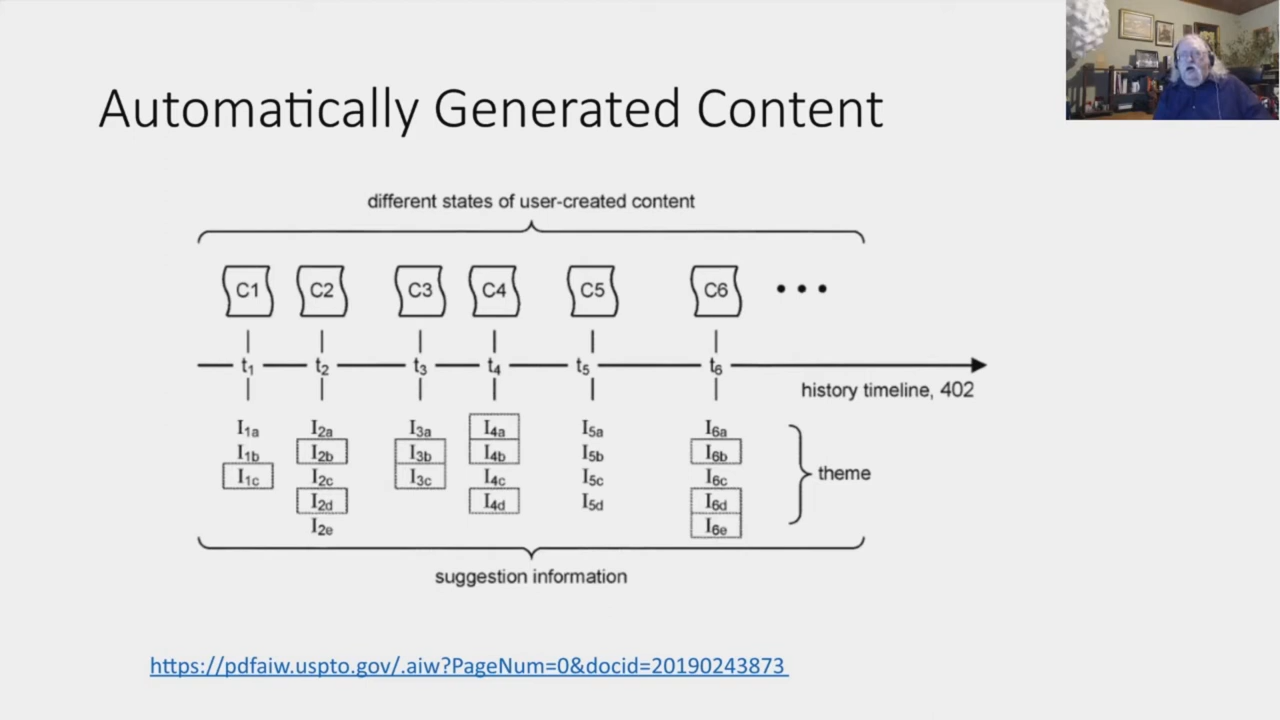 Automatically Generated Content
different states of user-created content
C1 C2 C3 C4 C5 C6 • • •
t1 t2 t3 t4 t5 t6
history timeline, 402
I1a I2a I3a I4a I5a I6a
I1b I2b I3b I4b I5b I6b
I1c I2c I3c I4c I5c I6c theme
I2d I4d I5d I6d
I2e I6e
suggestion information
https://pdfaiw.uspto.gov/.aiw?PageNum=0&docid=20190243873